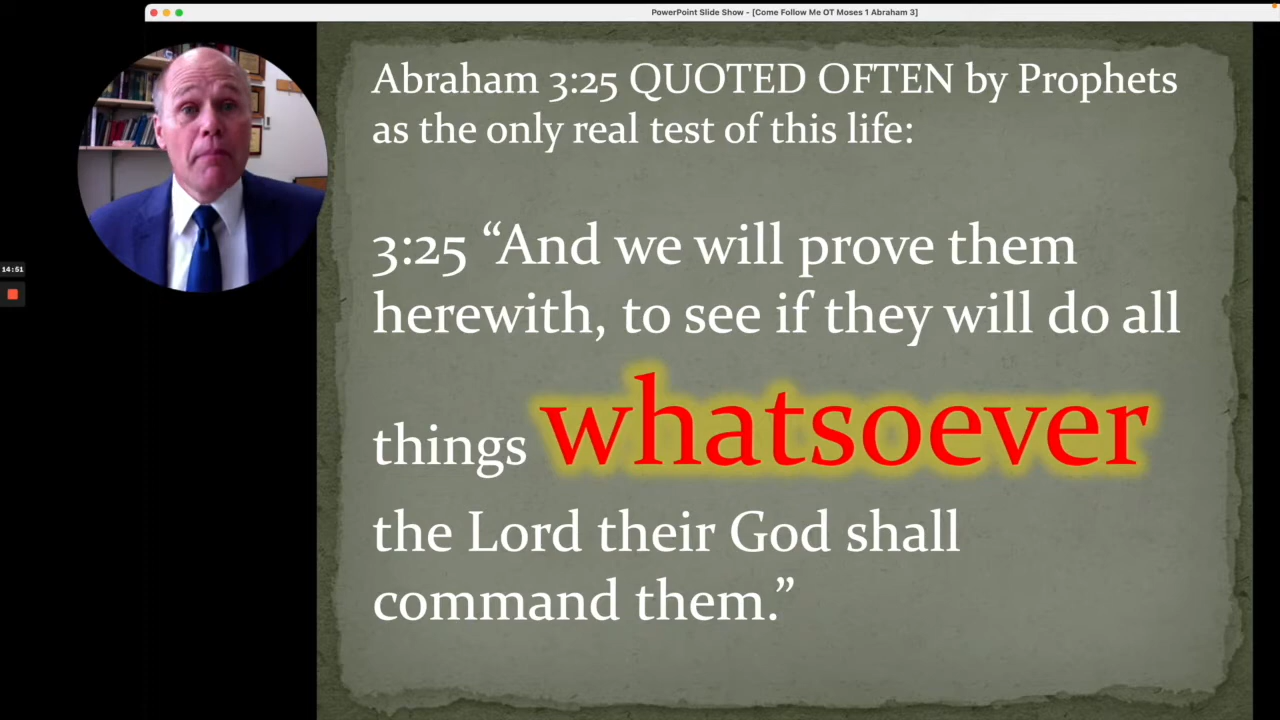 PowerPoint Slide Show - [Come Follow Me OT Moses 1 Abraham 3]
Abraham 3:25 QUOTED OFTEN by Prophets
as the only real test of this life:
3:25 “And we will prove them
herewith, to see if they will do all
things whatsoever
the Lord their God shall
command them.”
14:51